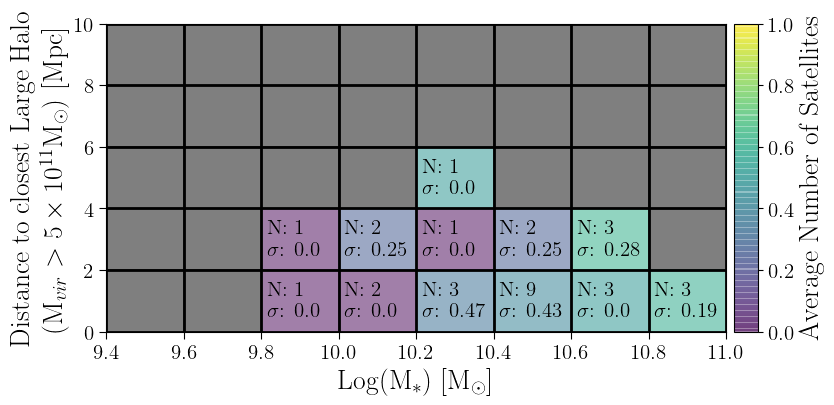 Distance to closest Large Halo
(M_vir > 5 × 10^11 M_⊙) [Mpc]
10
8
6
4
2
0
N: 1
σ: 0.0
N: 1
σ: 0.0
N: 2
σ: 0.25
N: 1
σ: 0.0
N: 2
σ: 0.25
N: 3
σ: 0.28
N: 1
σ: 0.0
N: 2
σ: 0.0
N: 3
σ: 0.47
N: 9
σ: 0.43
N: 3
σ: 0.0
N: 3
σ: 0.19
9.4 9.6 9.8 10.0 10.2 10.4 10.6 10.8 11.0
Log(M_*) [M_⊙]
1.0
0.8
0.6
0.4
0.2
0.0
Average Number of Satellites